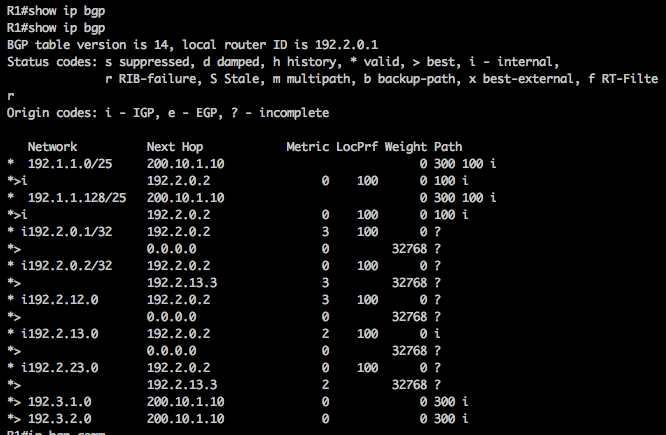 R1#show ip bgp
R1#show ip bgp
BGP table version is 14, local router ID is 192.2.0.1
Status codes: s suppressed, d damped, h history, * valid, > best, i - internal,
              r RIB-failure, S Stale, m multipath, b backup-path, x best-external, f RT-Filte
r
Origin codes: i - IGP, e - EGP, ? - incomplete
   Network          Next Hop            Metric LocPrf Weight Path
*  192.1.1.0/25     200.10.1.10                            0 300 100 i
*>i                 192.2.0.2                0    100      0 100 i
*  192.1.1.128/25   200.10.1.10                            0 300 100 i
*>i                 192.2.0.2                0    100      0 100 i
* i192.2.0.1/32     192.2.0.2                3    100      0 ?
*>                  0.0.0.0                  0         32768 ?
* i192.2.0.2/32     192.2.0.2                0    100      0 ?
*>                  192.2.13.3               3         32768 ?
* i192.2.12.0       192.2.0.2                3    100      0 ?
*>                  0.0.0.0                  0         32768 ?
* i192.2.13.0       192.2.0.2                2    100      0 i
*>                  0.0.0.0                  0         32768 ?
* i192.2.23.0       192.2.0.2                0    100      0 ?
*>                  192.2.13.3               2         32768 ?
*> 192.3.1.0        200.10.1.10              0             0 300 i
*> 192.3.2.0        200.10.1.10              0             0 300 i